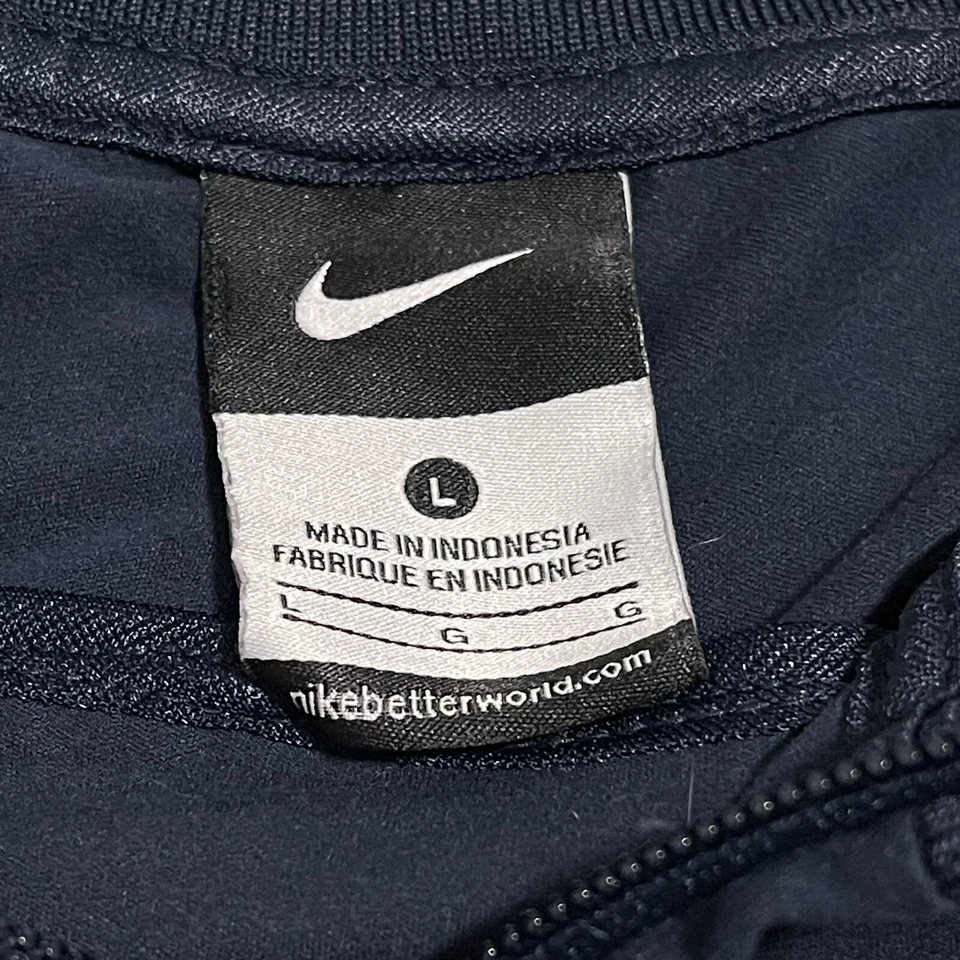 L
MADE IN INDONESIA
FABRIQUE EN INDONESIE
L G G
nikebetterworld.com